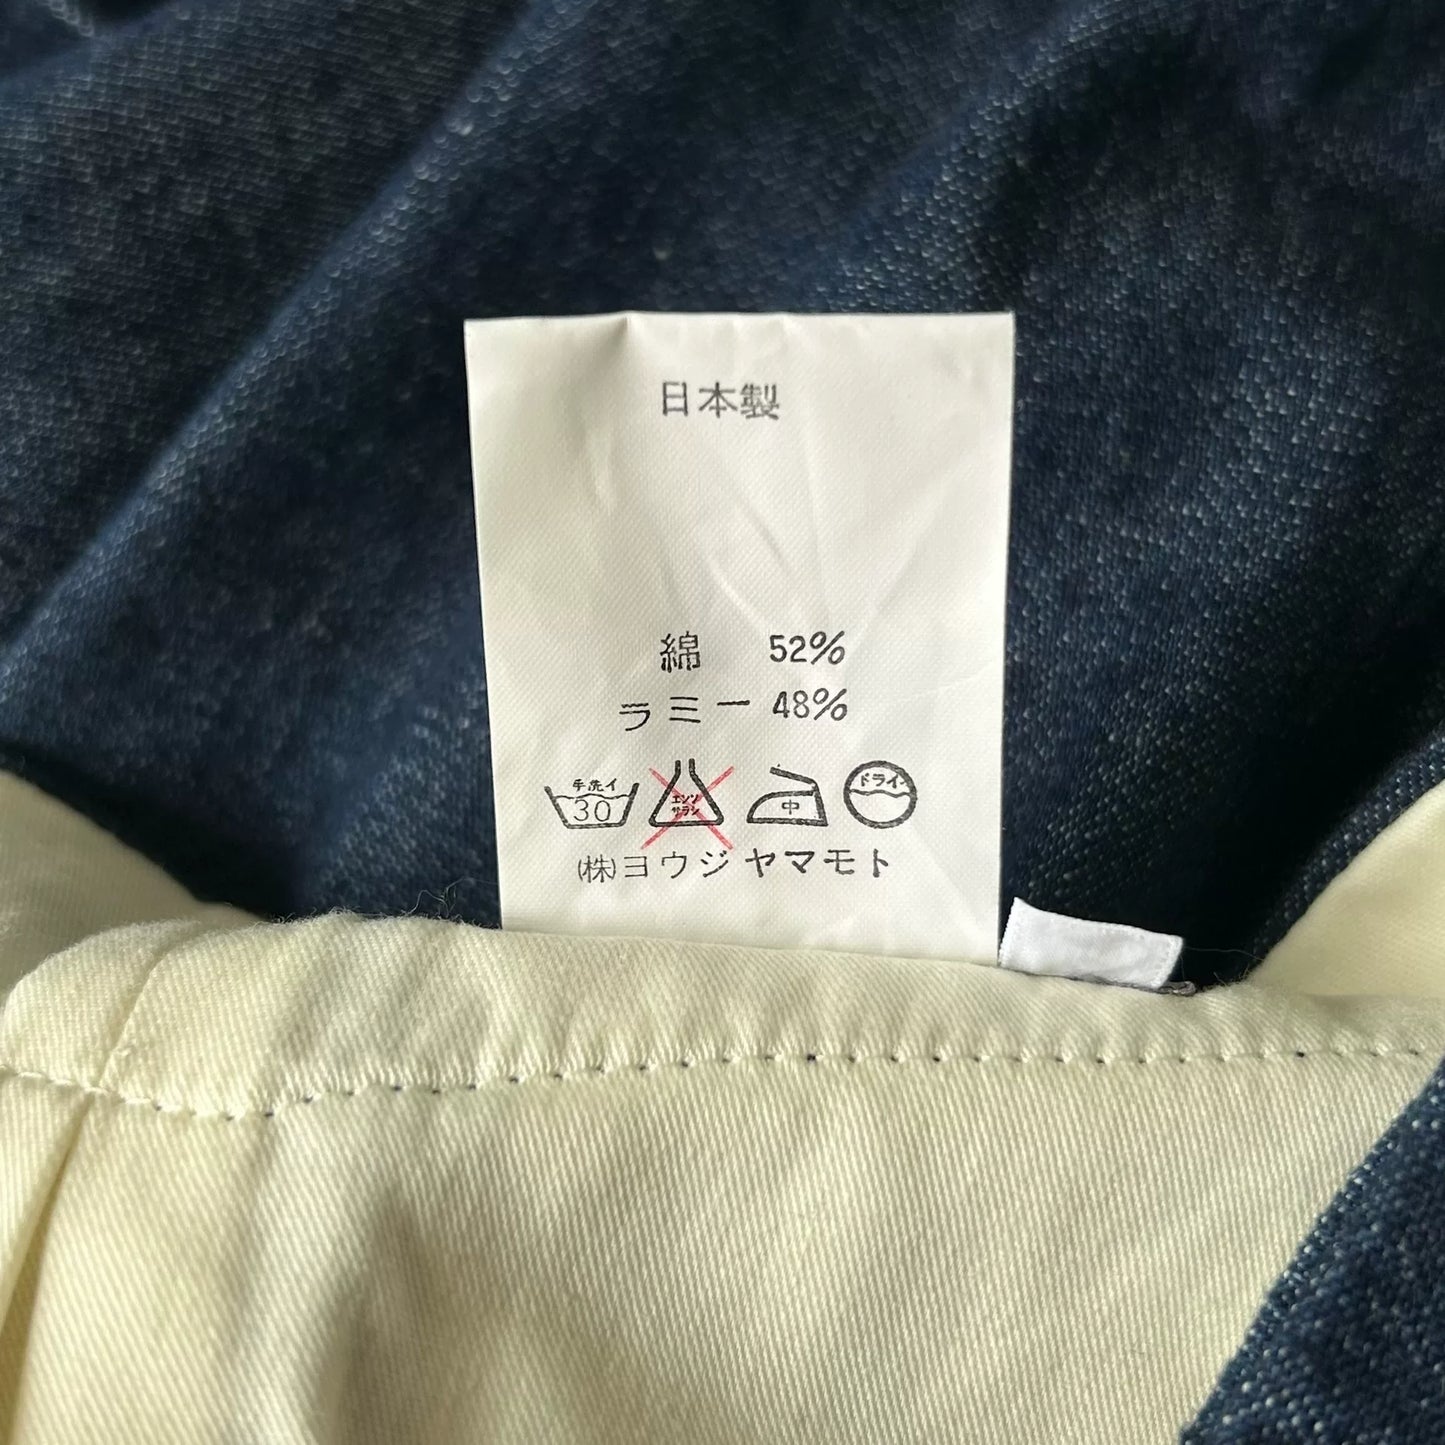 日本製
綿 52%
ラミー 48%
手洗イ 30 エンソサラシ 中 ドライ
(株)ヨウジヤマモト